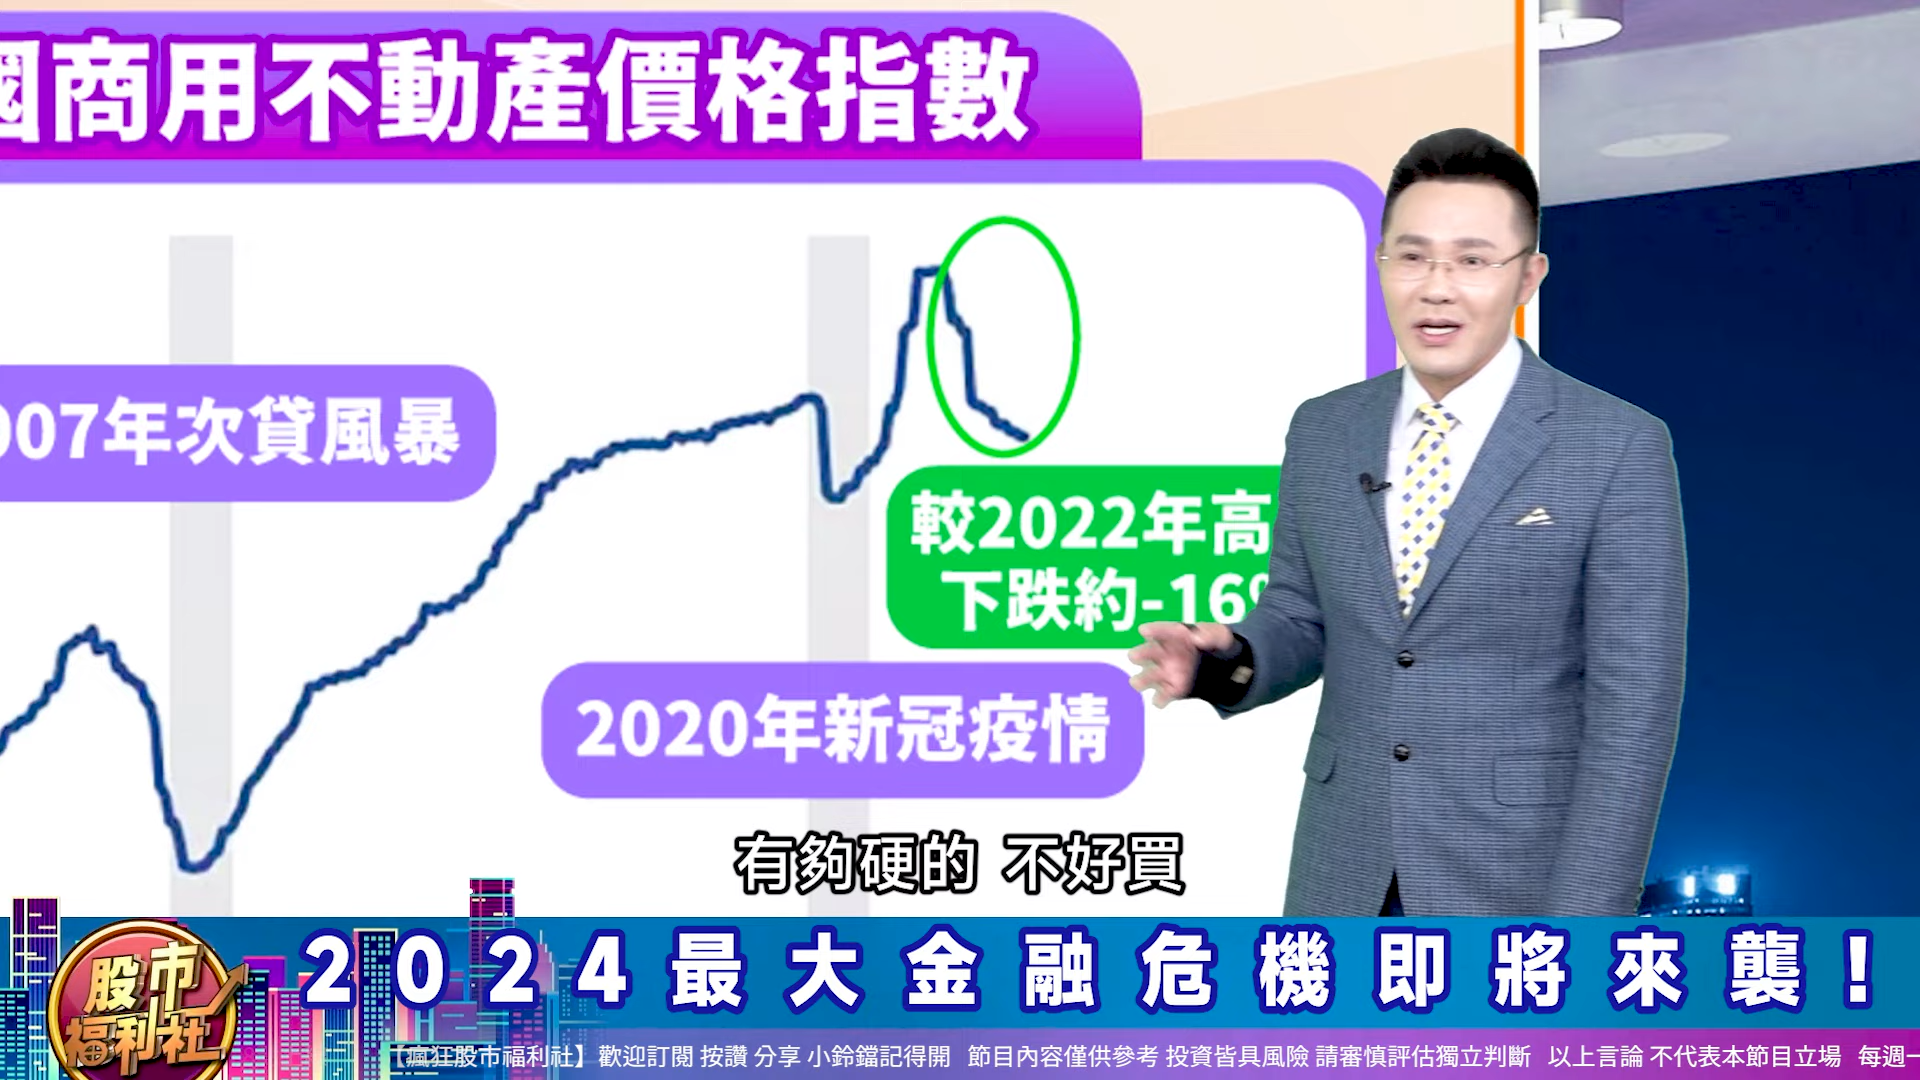 國商用不動產價格指數
007年次貸風暴
較2022年高
下跌約-16%
2020年新冠疫情
有夠硬的 不好買
2024最大金融危機即將來襲!
股市
福利社
【瘋狂股市福利社】歡迎訂閱 按讚 分享 小鈴鐺記得開 節目內容僅供參考 投資皆具風險 請審慎評估獨立判斷 以上言論 不代表本節目立場 每週一